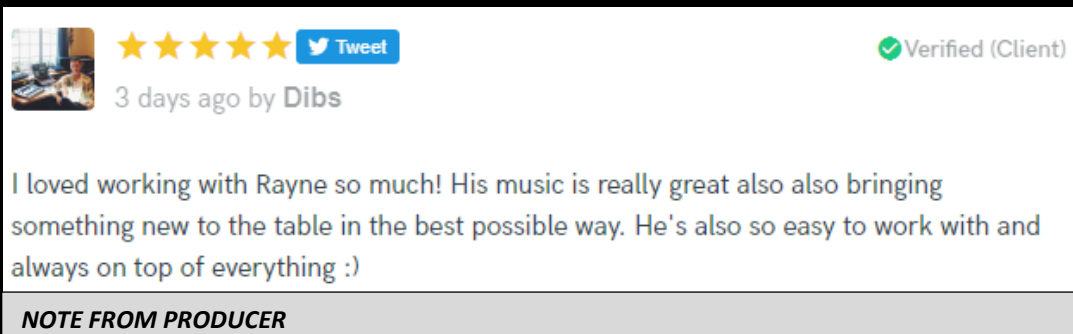 Tweet
Verified (Client)
3 days ago by Dibs
I loved working with Rayne so much! His music is really great also also bringing
something new to the table in the best possible way. He's also so easy to work with and
always on top of everything :)
NOTE FROM PRODUCER